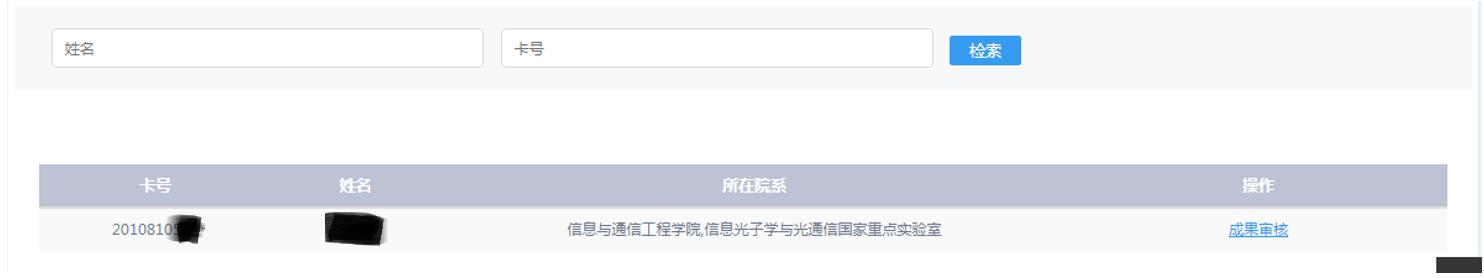 姓名
卡号
检索
卡号 姓名 所在院系 操作
2010810 信息与通信工程学院,信息光子学与光通信国家重点实验室 成果审核